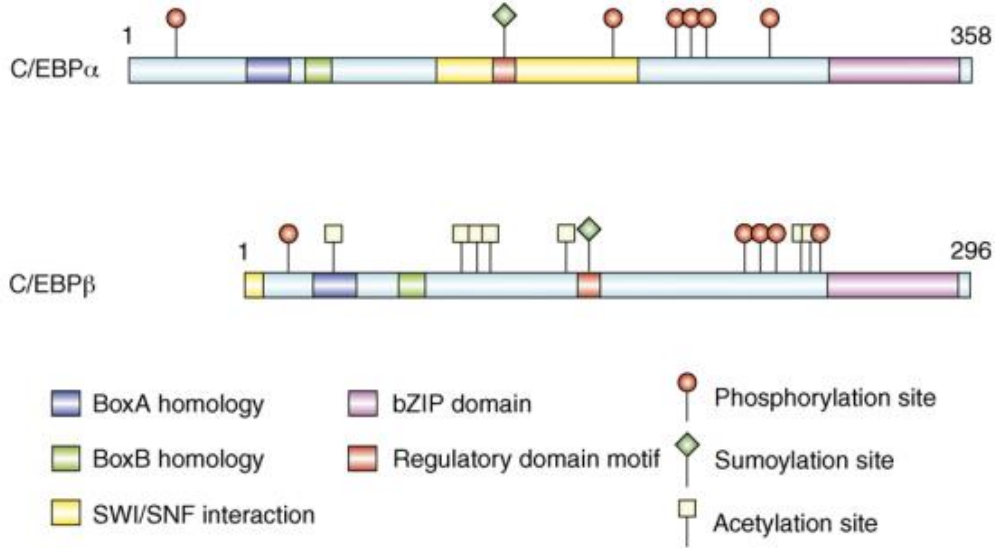 1 358
C/EBPα
1 296
C/EBPβ
BoxA homology
BoxB homology
SWI/SNF interaction
bZIP domain
Regulatory domain motif
Phosphorylation site
Sumoylation site
Acetylation site